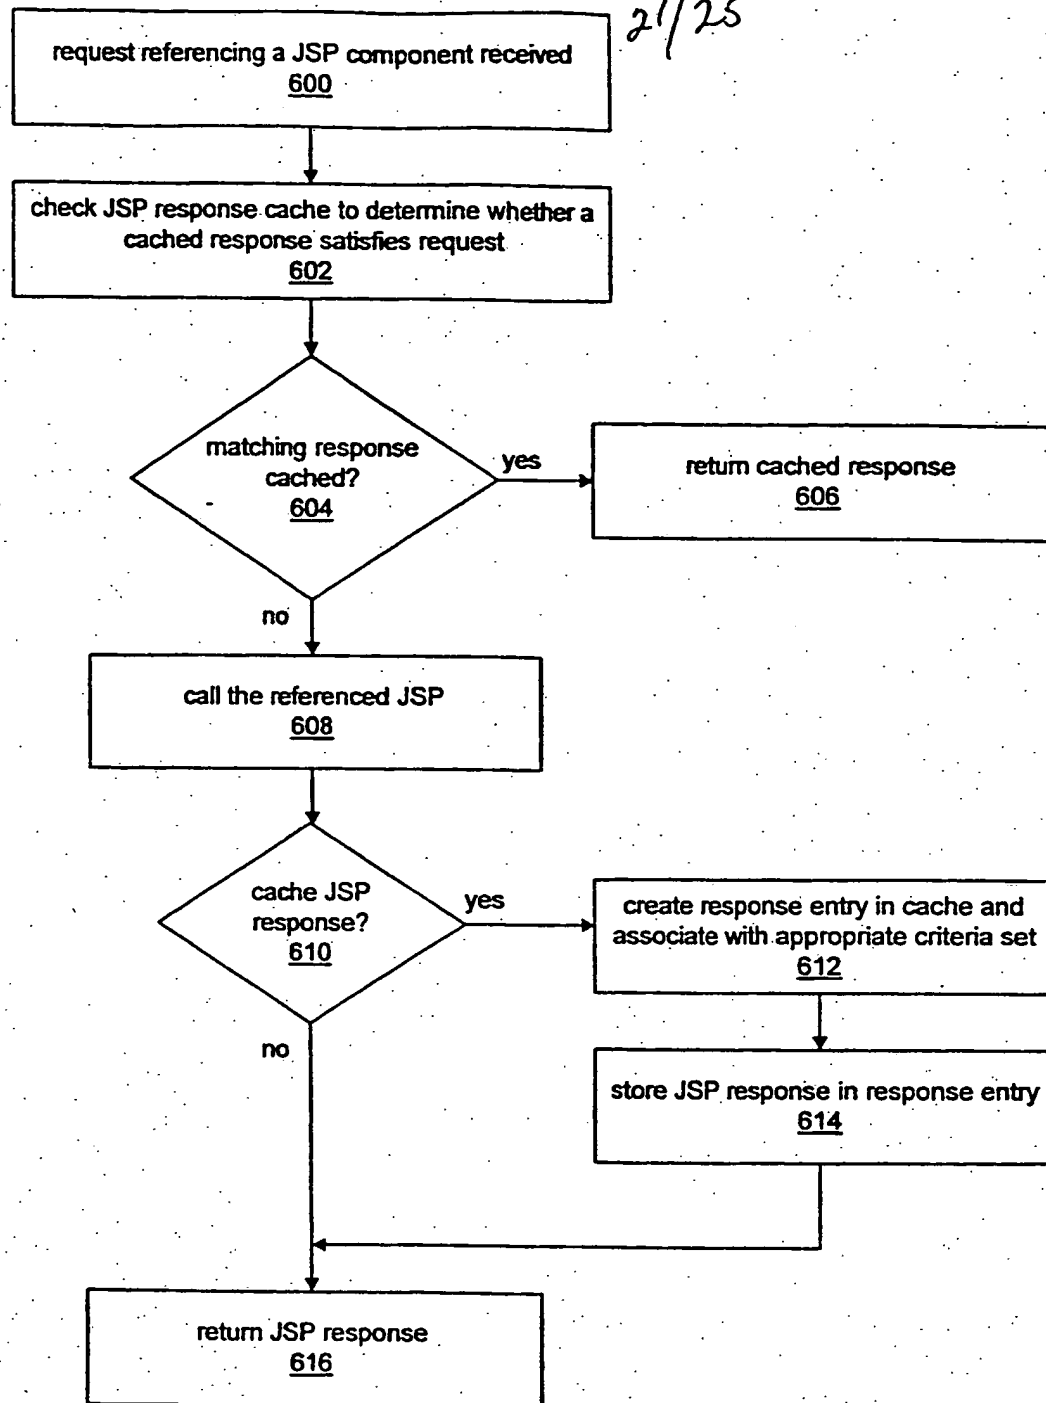 21/25
request referencing a JSP component received
600
check JSP response cache to determine whether a
cached response satisfies request
602
matching response
cached?
604
yes
return cached response
606
no
call the referenced JSP
608
cache JSP
response?
610
yes
create response entry in cache and
associate with appropriate criteria set
612
no
store JSP response in response entry
614
return JSP response
616